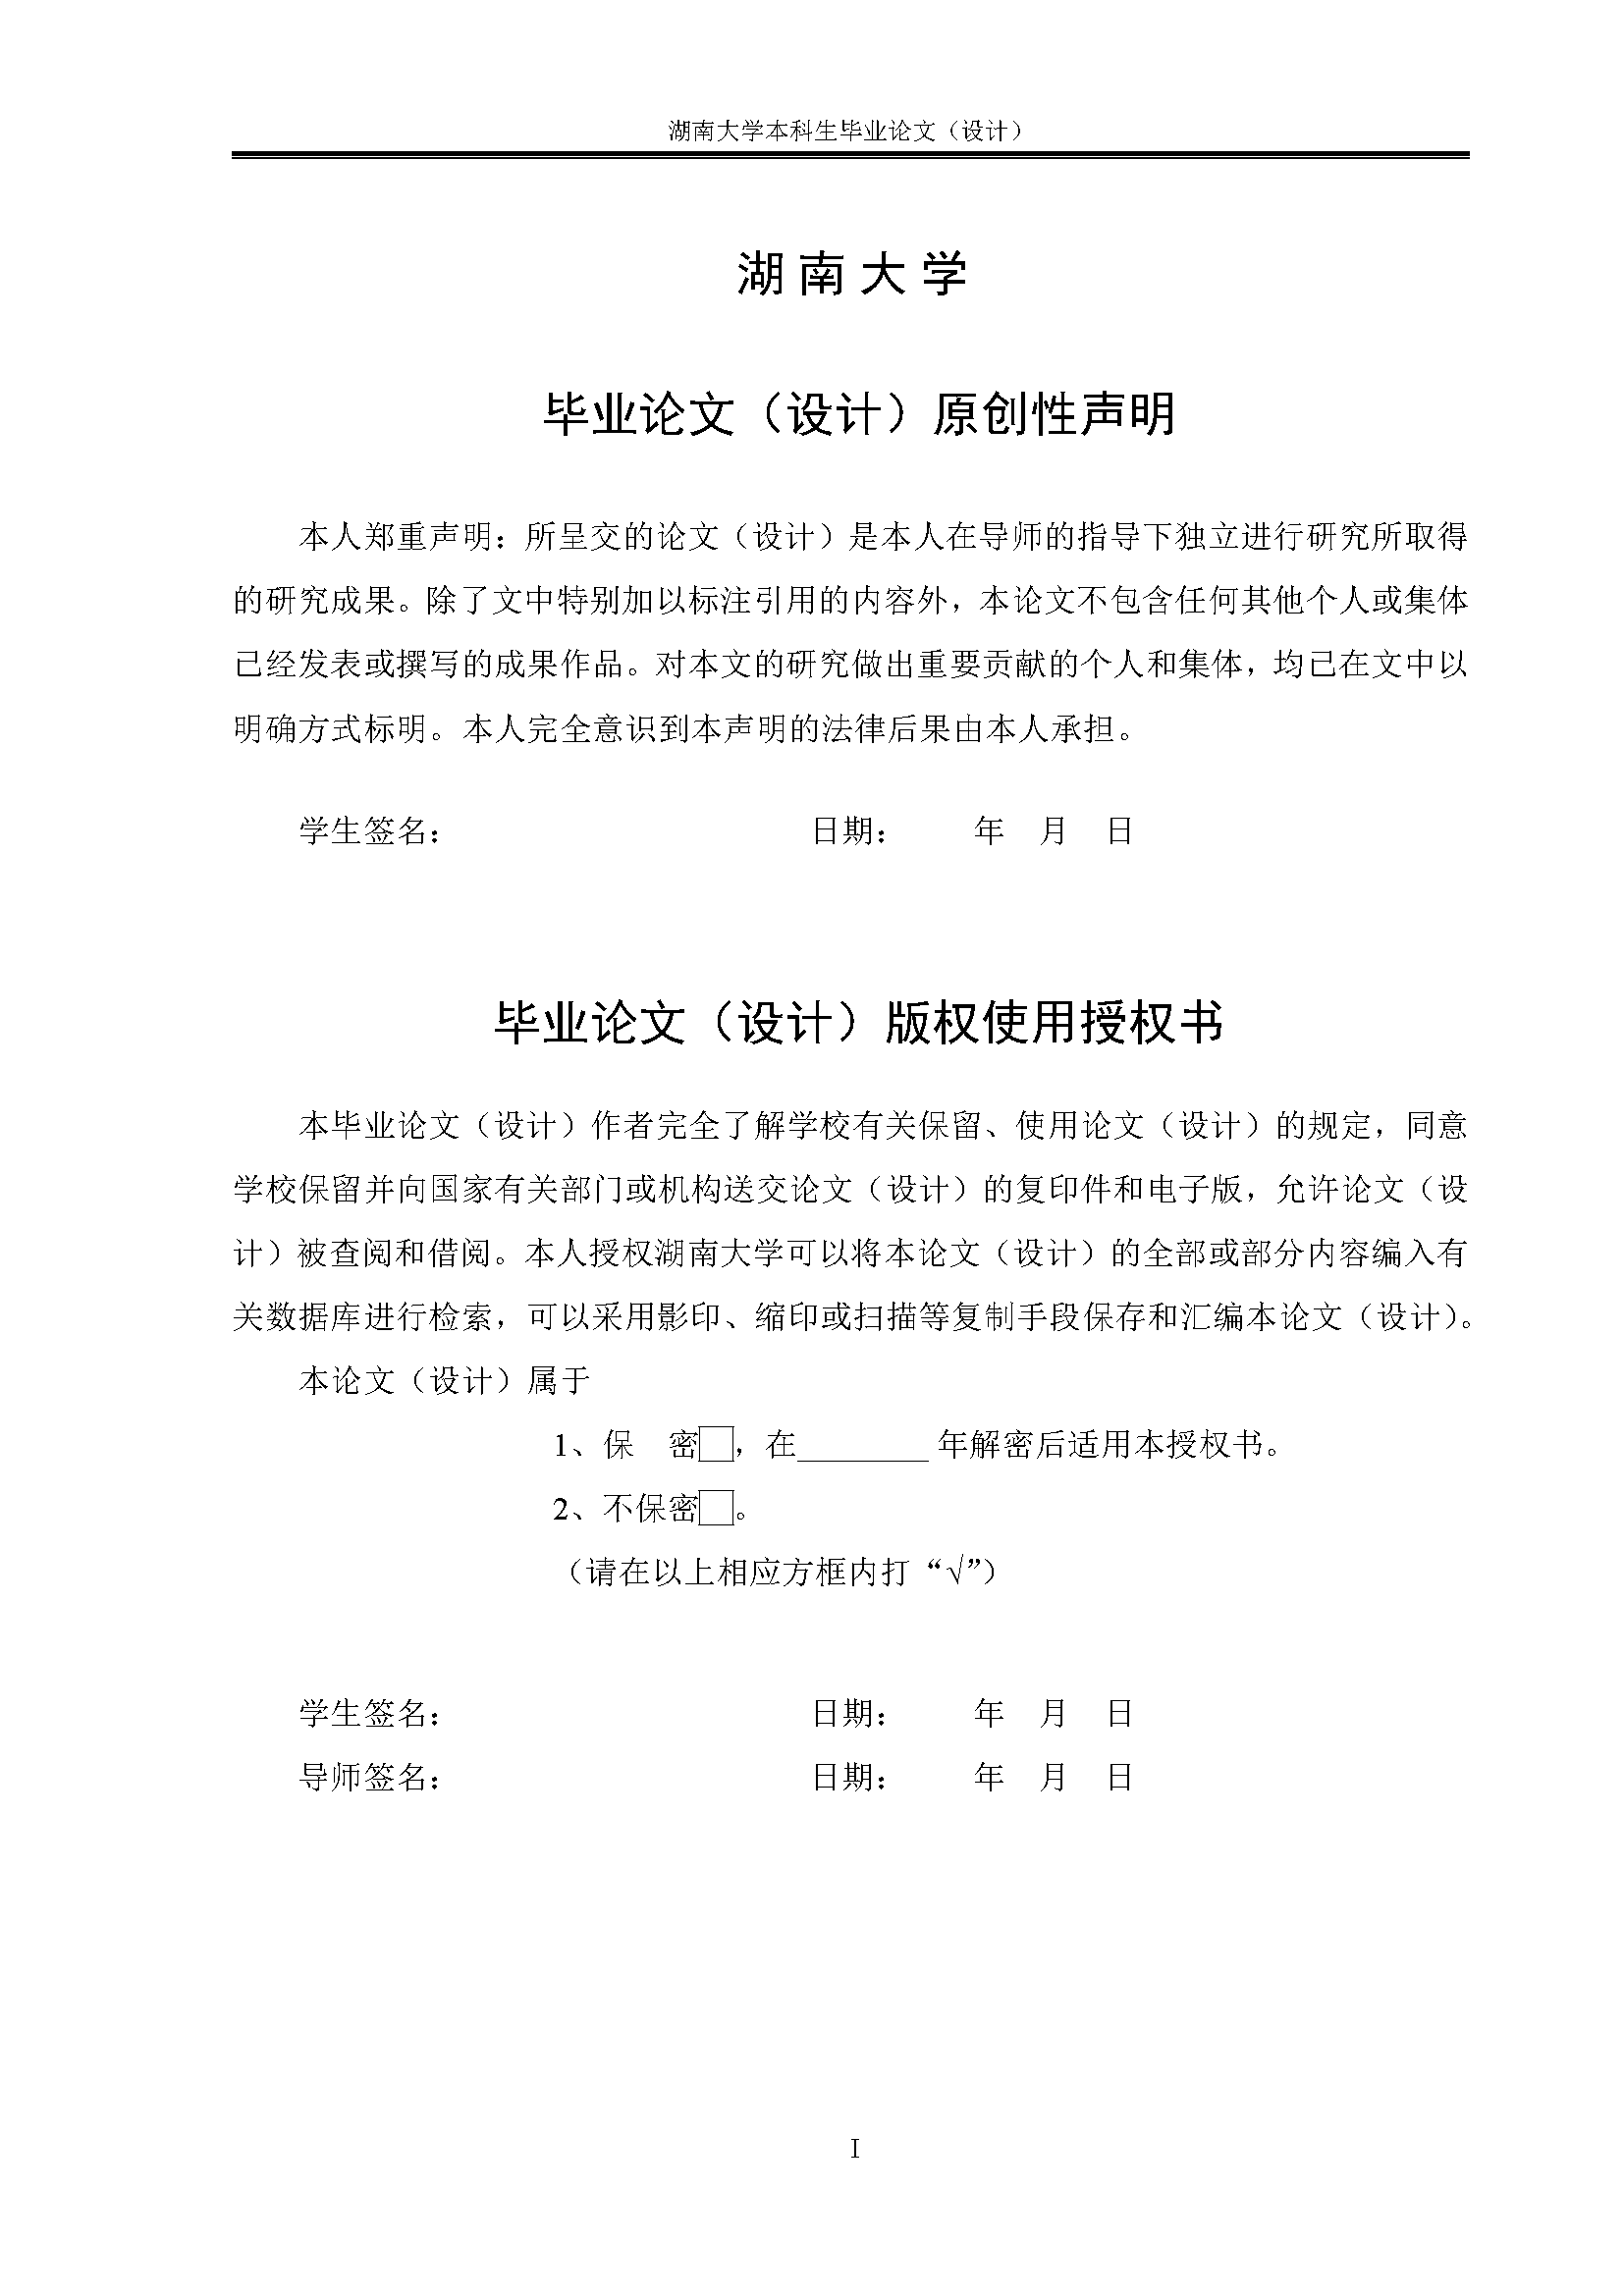 湖南大学本科生毕业论文（设计）
湖 南 大 学
毕业论文（设计）原创性声明
本人郑重声明：所呈交的论文（设计）是本人在导师的指导下独立进行研究所取得
的研究成果。除了文中特别加以标注引用的内容外，本论文不包含任何其他个人或集体
已经发表或撰写的成果作品。对本文的研究做出重要贡献的个人和集体，均已在文中以
明确方式标明。本人完全意识到本声明的法律后果由本人承担。
学生签名： 日期： 年 月 日
毕业论文（设计）版权使用授权书
本毕业论文（设计）作者完全了解学校有关保留、使用论文（设计）的规定，同意
学校保留并向国家有关部门或机构送交论文（设计）的复印件和电子版，允许论文（设
计）被查阅和借阅。本人授权湖南大学可以将本论文（设计）的全部或部分内容编入有
关数据库进行检索，可以采用影印、缩印或扫描等复制手段保存和汇编本论文（设计）。
本论文（设计）属于
1、保 密□，在________ 年解密后适用本授权书。
2、不保密□。
（请在以上相应方框内打“√”）
学生签名： 日期： 年 月 日
导师签名： 日期： 年 月 日
I